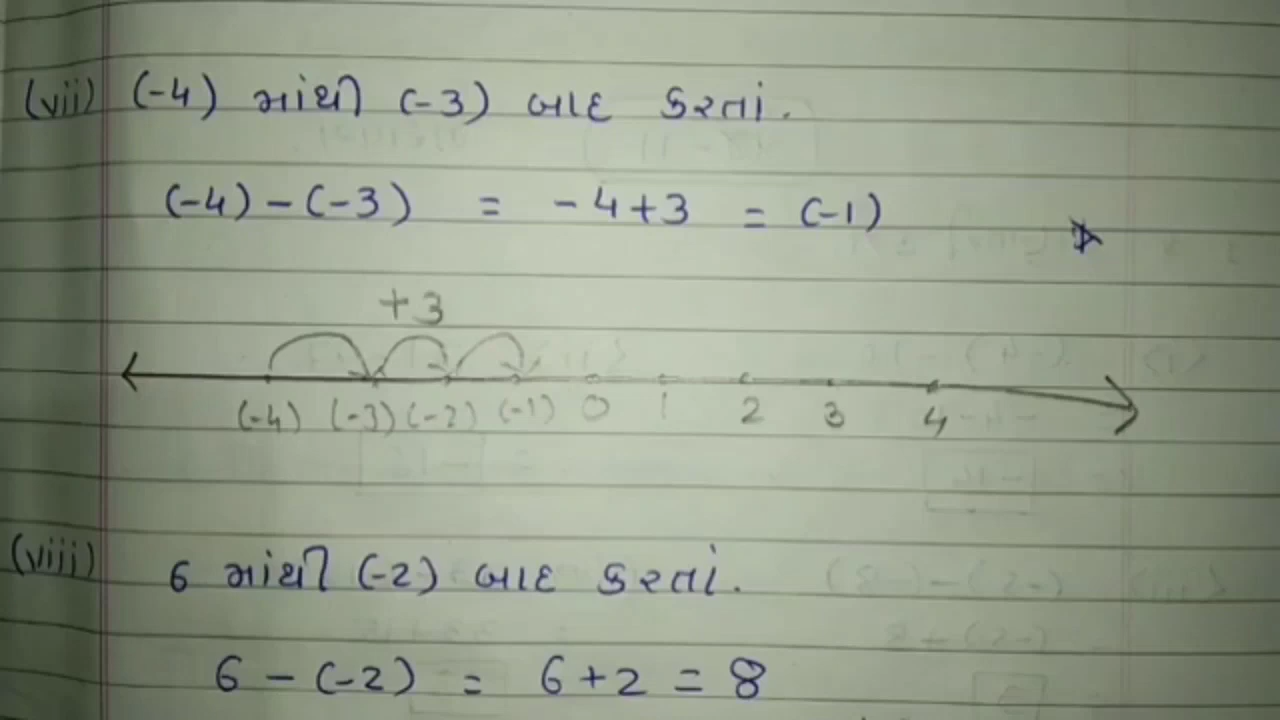 (vii) (-4) માંથી (-3) બાદ કરતાં.
(-4) - (-3) = -4+3 = (-1)
+3
(-4) (-3) (-2) (-1) 0 1 2 3 4
(viii) 6 માંથી (-2) બાદ કરતાં.
6 - (-2) = 6+2 = 8